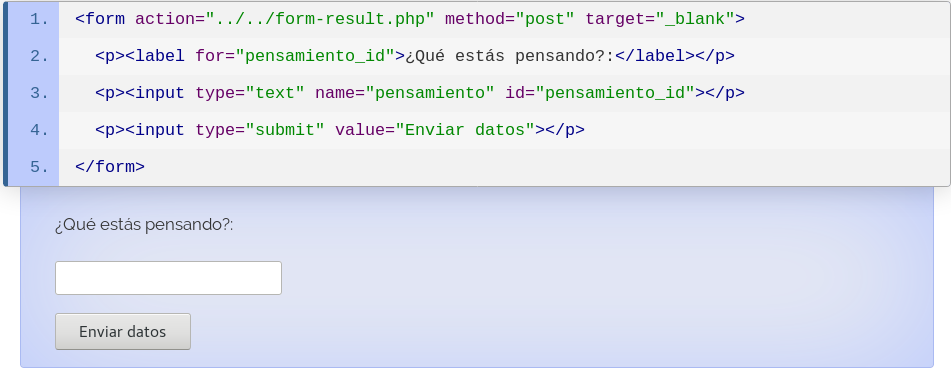 1. <form action="../../form-result.php" method="post" target="_blank">
2. <p><label for="pensamiento_id">¿Qué estás pensando?:</label></p>
3. <p><input type="text" name="pensamiento" id="pensamiento_id"></p>
4. <p><input type="submit" value="Enviar datos"></p>
5. </form>
¿Qué estás pensando?:
Enviar datos